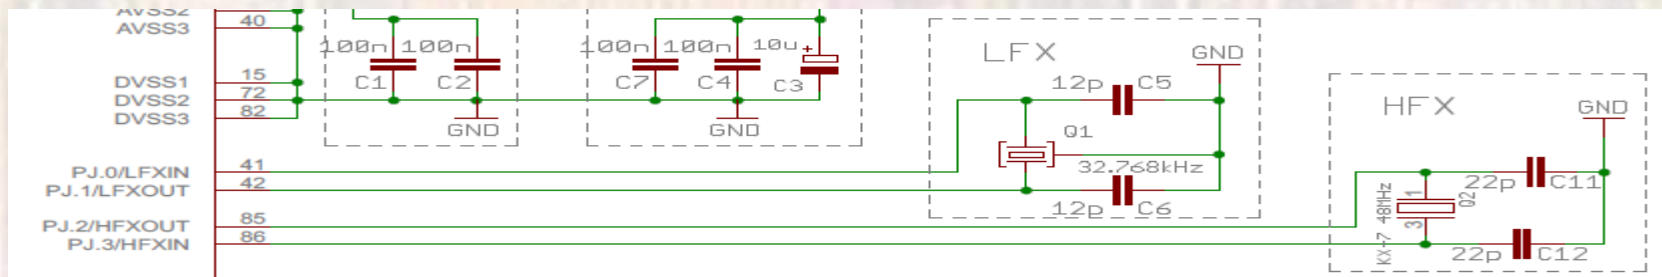 AVSS2
AVSS3 40
DVSS1 15
DVSS2 72
DVSS3 82
PJ.0/LFXIN 41
PJ.1/LFXOUT 42
PJ.2/HFXOUT 85
PJ.3/HFXIN 86
100n 100n
C1 C2
GND
100n 100n 10u +
C7 C4 C3
GND
LFX
GND
12p C5
Q1
32.768kHz
12p C6
HFX
GND
22p C11
KX-7 48MHz
1
3
Q2
22p C12